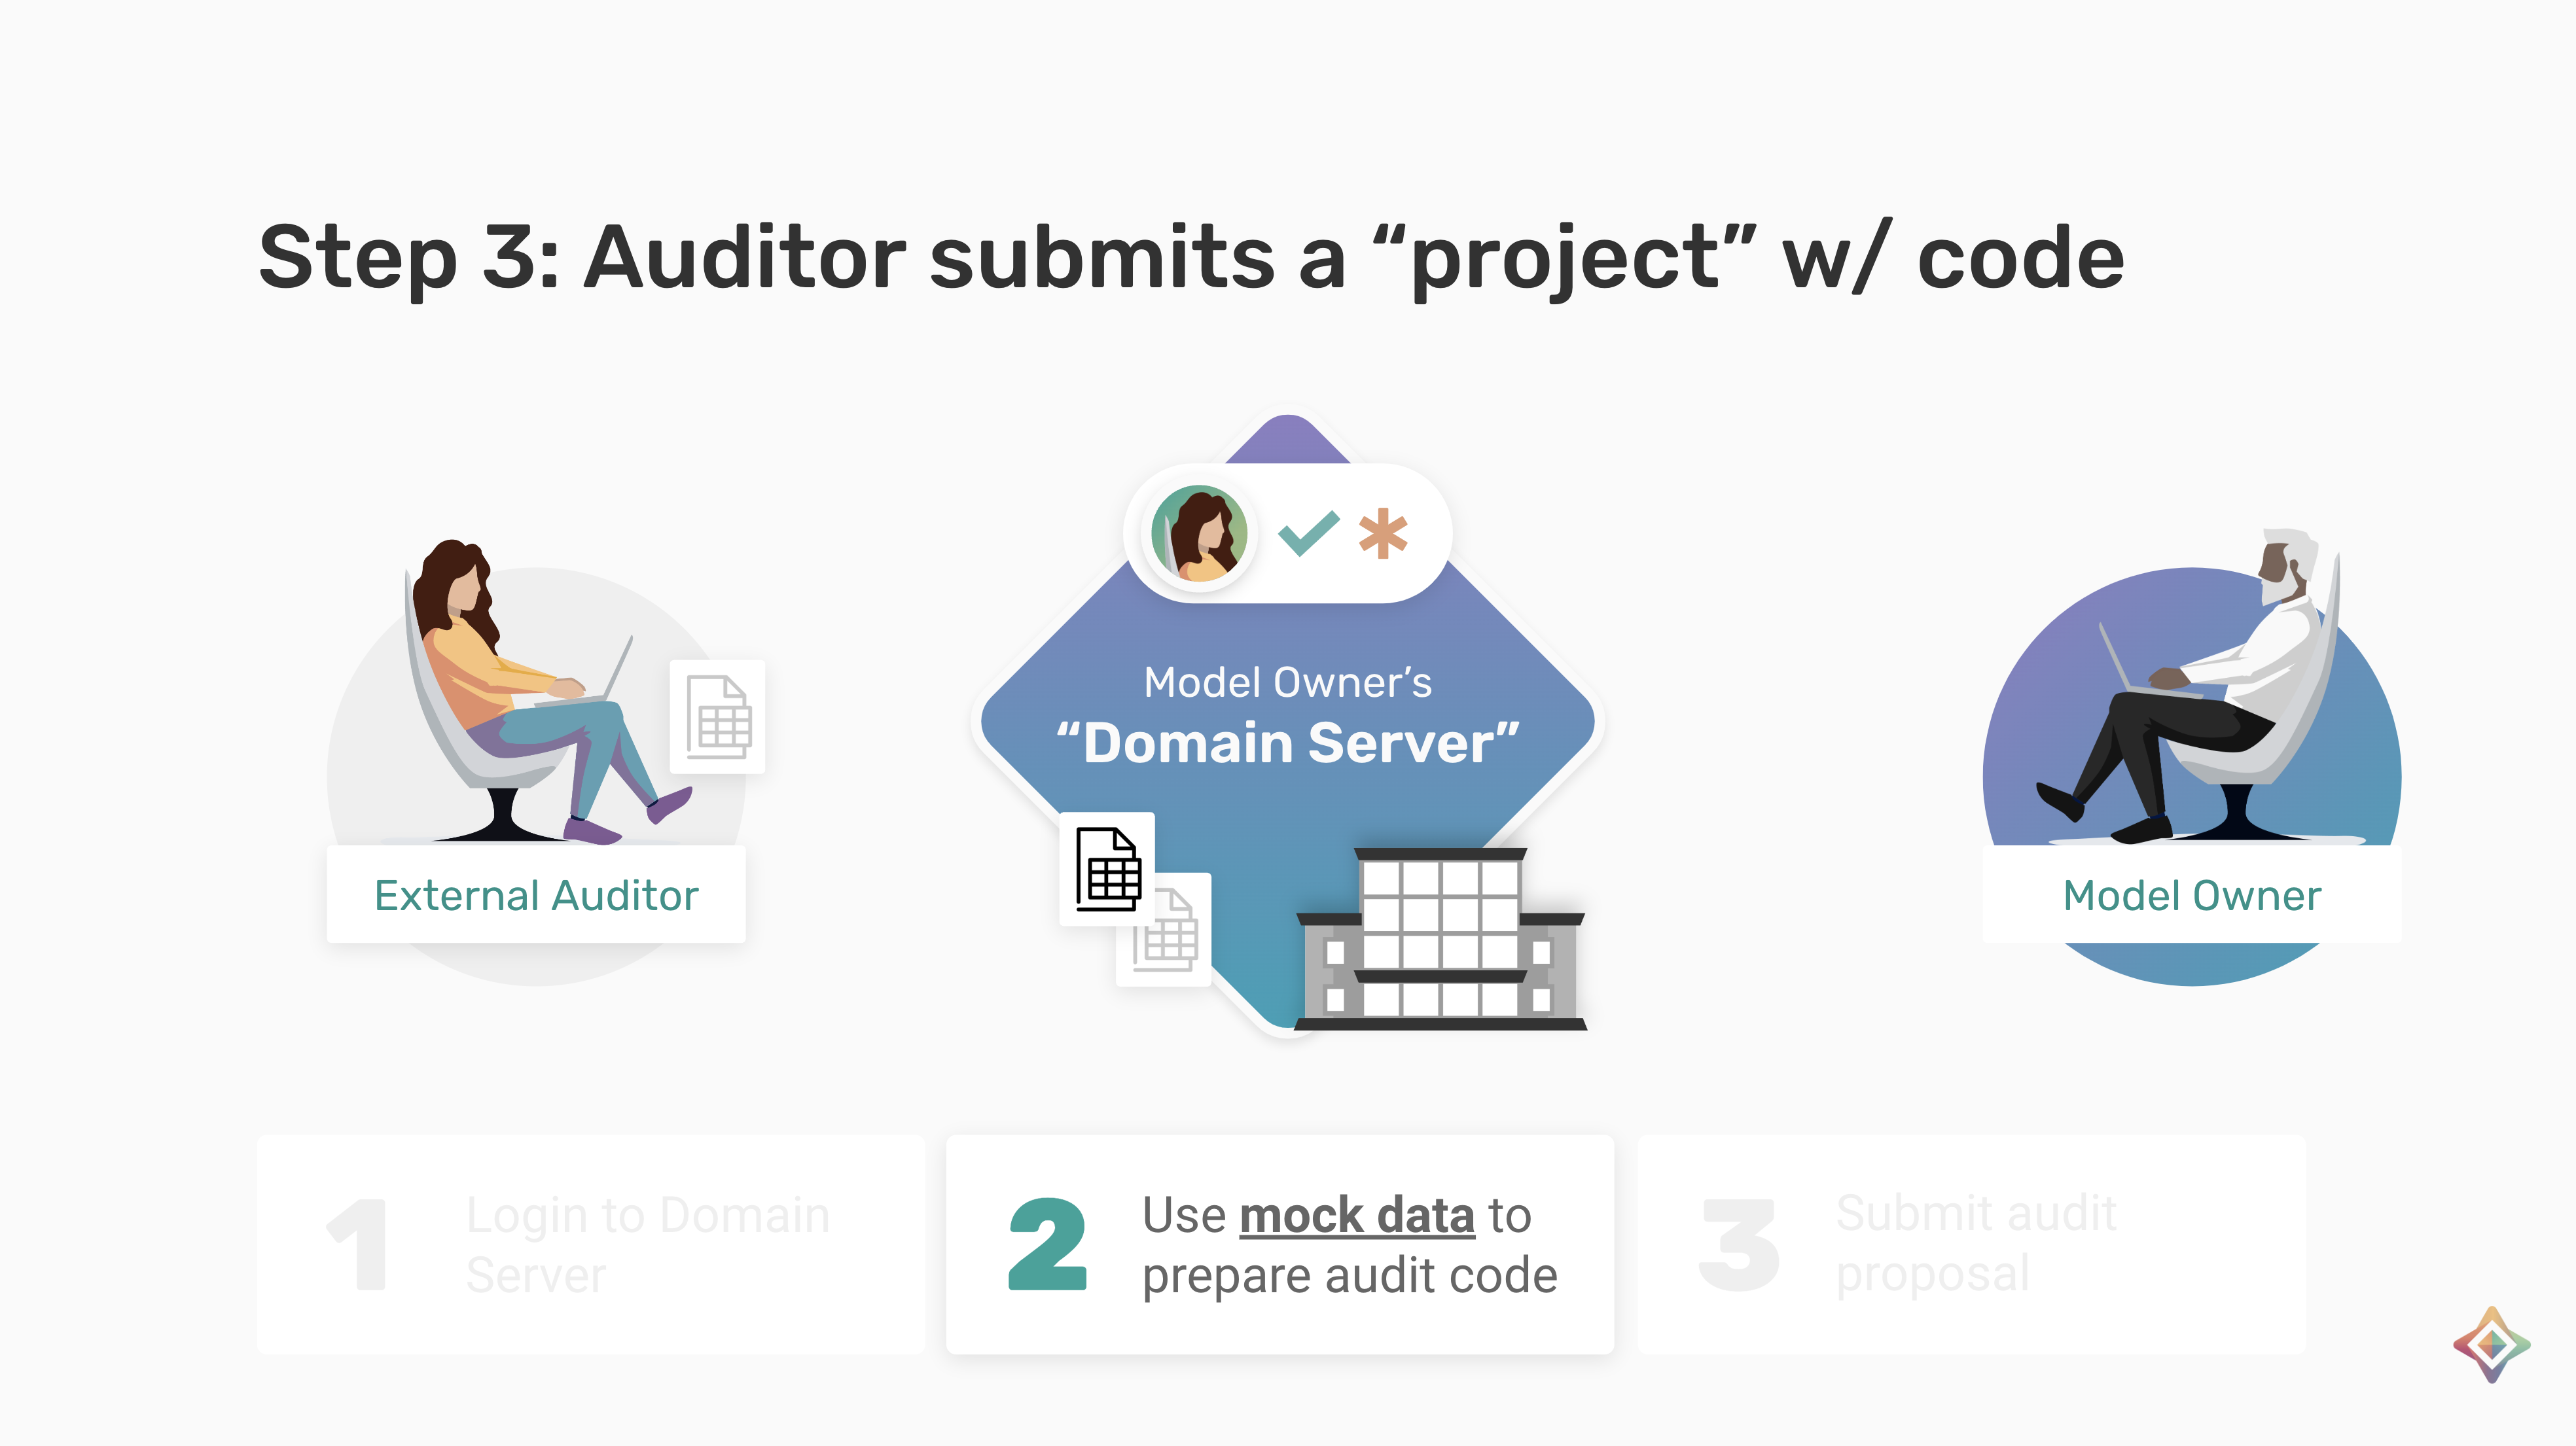 Step 3: Auditor submits a “project” w/ code
Model Owner’s
“Domain Server”
External Auditor
Model Owner
1
Login to Domain
Server
2
Use mock data to
prepare audit code
3
Submit audit
proposal